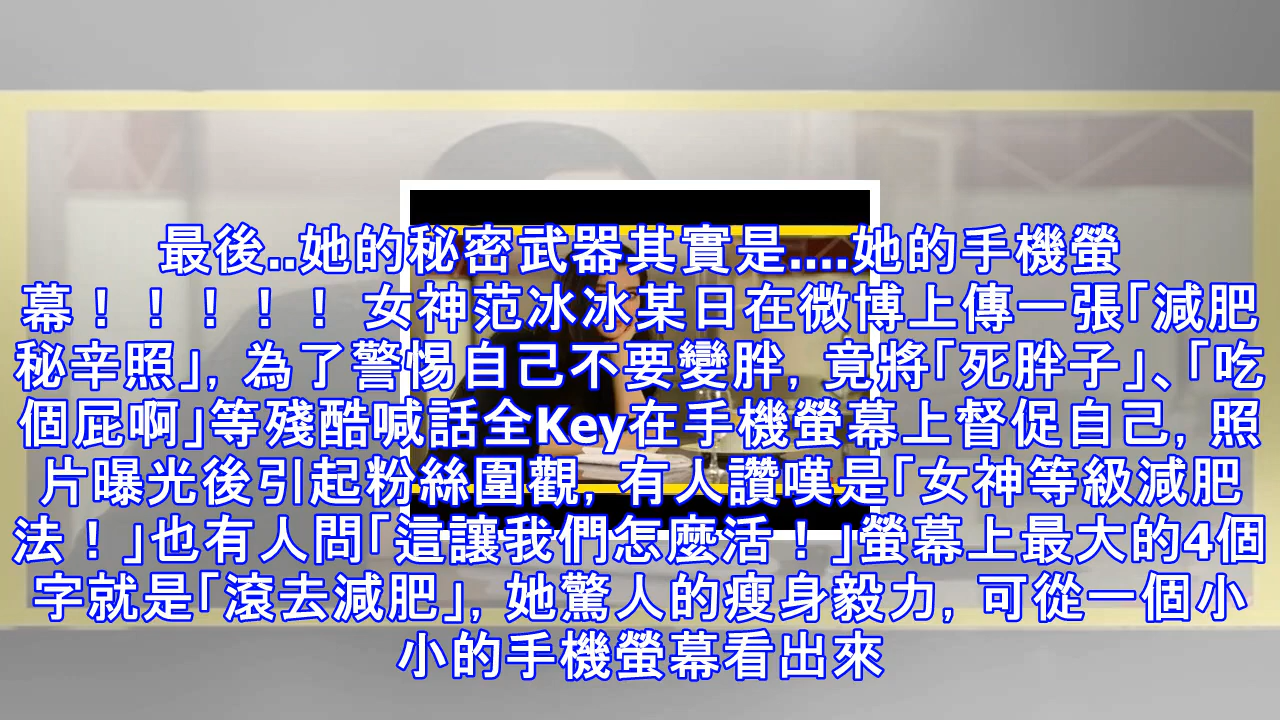 最後..她的秘密武器其實是....她的手機螢
幕！！！！！ 女神范冰冰某日在微博上傳一張「減肥
秘辛照」，為了警惕自己不要變胖，竟將「死胖子」、「吃
個屁啊」等殘酷喊話全Key在手機螢幕上督促自己，照
片曝光後引起粉絲圍觀，有人讚嘆是「女神等級減肥
法！」也有人問「這讓我們怎麼活！」螢幕上最大的4個
字就是「滾去減肥」，她驚人的瘦身毅力，可從一個小
小的手機螢幕看出來